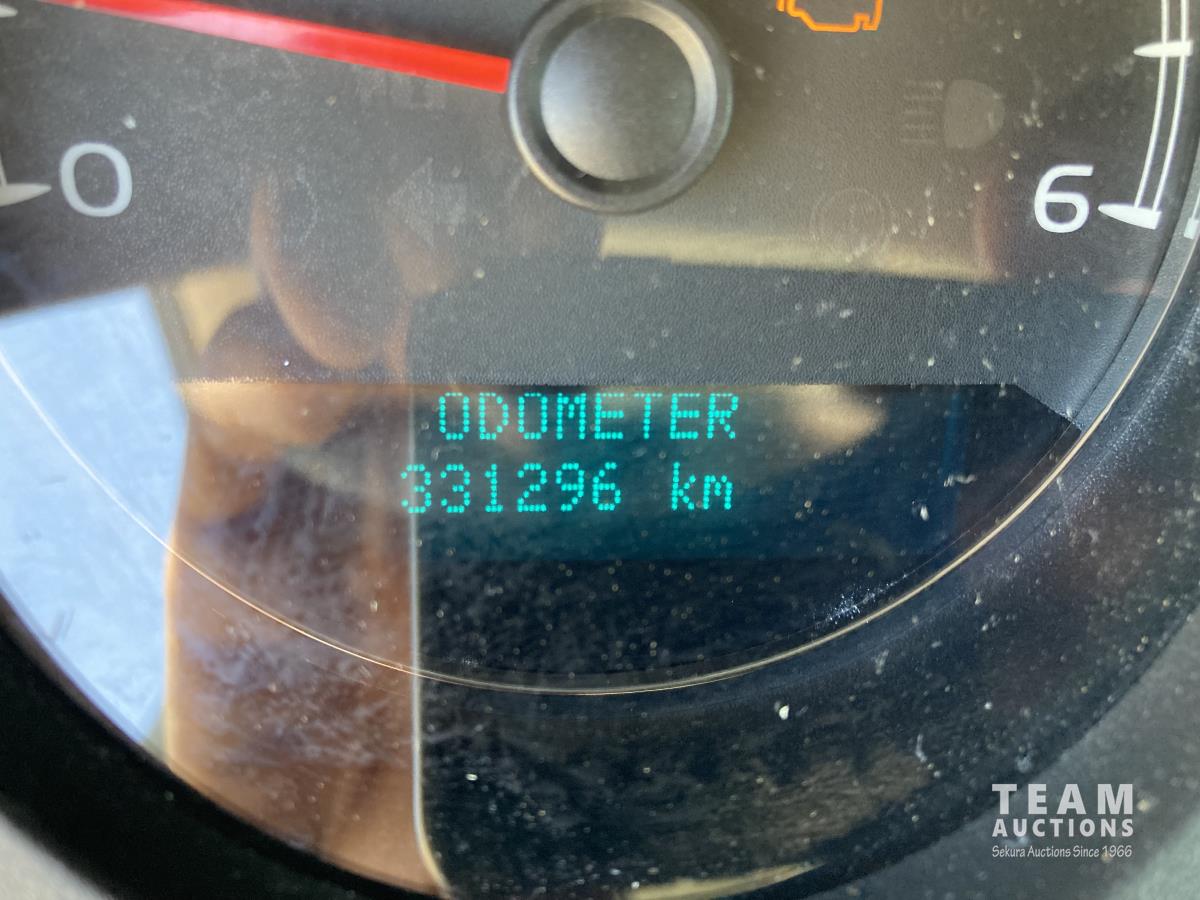 0
6
ODOMETER
331296 km
TEAM
AUCTIONS
Sekura Auctions Since 1966